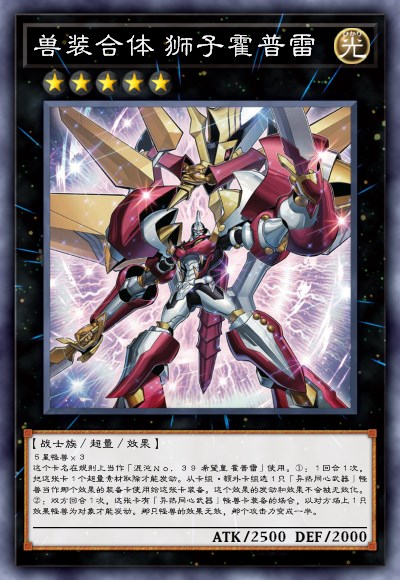 兽装合体 狮子霍普雷
ひかり
光
【战士族／超量／效果】
５星怪兽×３
这个卡名在规则上当作「混沌No．３９ 希望皇 霍普雷」使用。①：１回合１次，
把这张卡１个超量素材取除才能发动。从卡组·额外卡组选１只「异热同心武器」怪
兽当作那个效果的装备卡使用给这张卡装备。这个效果的发动和效果不会被无效化。
②：双方回合１次，这张卡有「异热同心武器」怪兽卡装备的场合，以对方场上１只
效果怪兽为对象才能发动。那只怪兽的效果无效，那个攻击力变成一半。
ATK/2500 DEF/2000